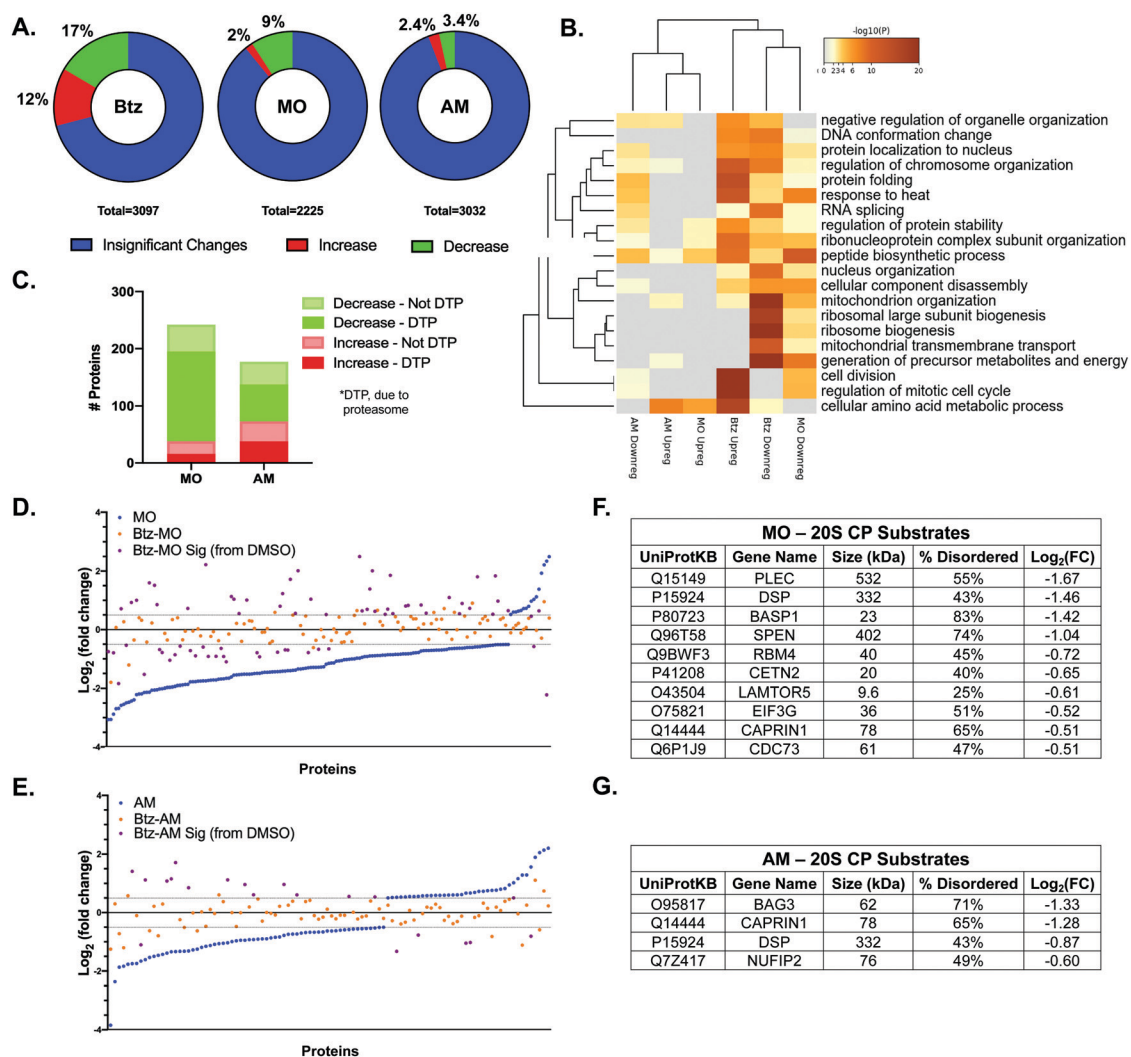 A.
17%
12%
Btz
Total=3097
9%
2%
MO
Total=2225
2.4%
3.4%
AM
Total=3032
Insignificant Changes
Increase
Decrease
B.
-log10(P)
0 2 3 4 6 10 20
negative regulation of organelle organization
DNA conformation change
protein localization to nucleus
regulation of chromosome organization
protein folding
response to heat
RNA splicing
regulation of protein stability
ribonucleoprotein complex subunit organization
peptide biosynthetic process
nucleus organization
cellular component disassembly
mitochondrion organization
ribosomal large subunit biogenesis
ribosome biogenesis
mitochondrial transmembrane transport
generation of precursor metabolites and energy
cell division
regulation of mitotic cell cycle
cellular amino acid metabolic process
AM Downreg
AM Upreg
MO Upreg
Btz Upreg
Btz Downreg
MO Downreg
C.
# Proteins
300
200
100
0
MO
AM
Decrease - Not DTP
Decrease - DTP
Increase - Not DTP
Increase - DTP
*DTP, due to
proteasome
D.
Log2 (fold change)
4
2
0
-2
-4
MO
Btz-MO
Btz-MO Sig (from DMSO)
Proteins
E.
Log2 (fold change)
4
2
0
-2
-4
AM
Btz-AM
Btz-AM Sig (from DMSO)
Proteins
F.
MO – 20S CP Substrates
UniProtKB Gene Name Size (kDa) % Disordered Log2(FC)
Q15149 PLEC 532 55% -1.67
P15924 DSP 332 43% -1.46
P80723 BASP1 23 83% -1.42
Q96T58 SPEN 402 74% -1.04
Q9BWF3 RBM4 40 45% -0.72
P41208 CETN2 20 40% -0.65
O43504 LAMTOR5 9.6 25% -0.61
O75821 EIF3G 36 51% -0.52
Q14444 CAPRIN1 78 65% -0.51
Q6P1J9 CDC73 61 47% -0.51
G.
AM – 20S CP Substrates
UniProtKB Gene Name Size (kDa) % Disordered Log2(FC)
O95817 BAG3 62 71% -1.33
Q14444 CAPRIN1 78 65% -1.28
P15924 DSP 332 43% -0.87
Q7Z417 NUFIP2 76 49% -0.60